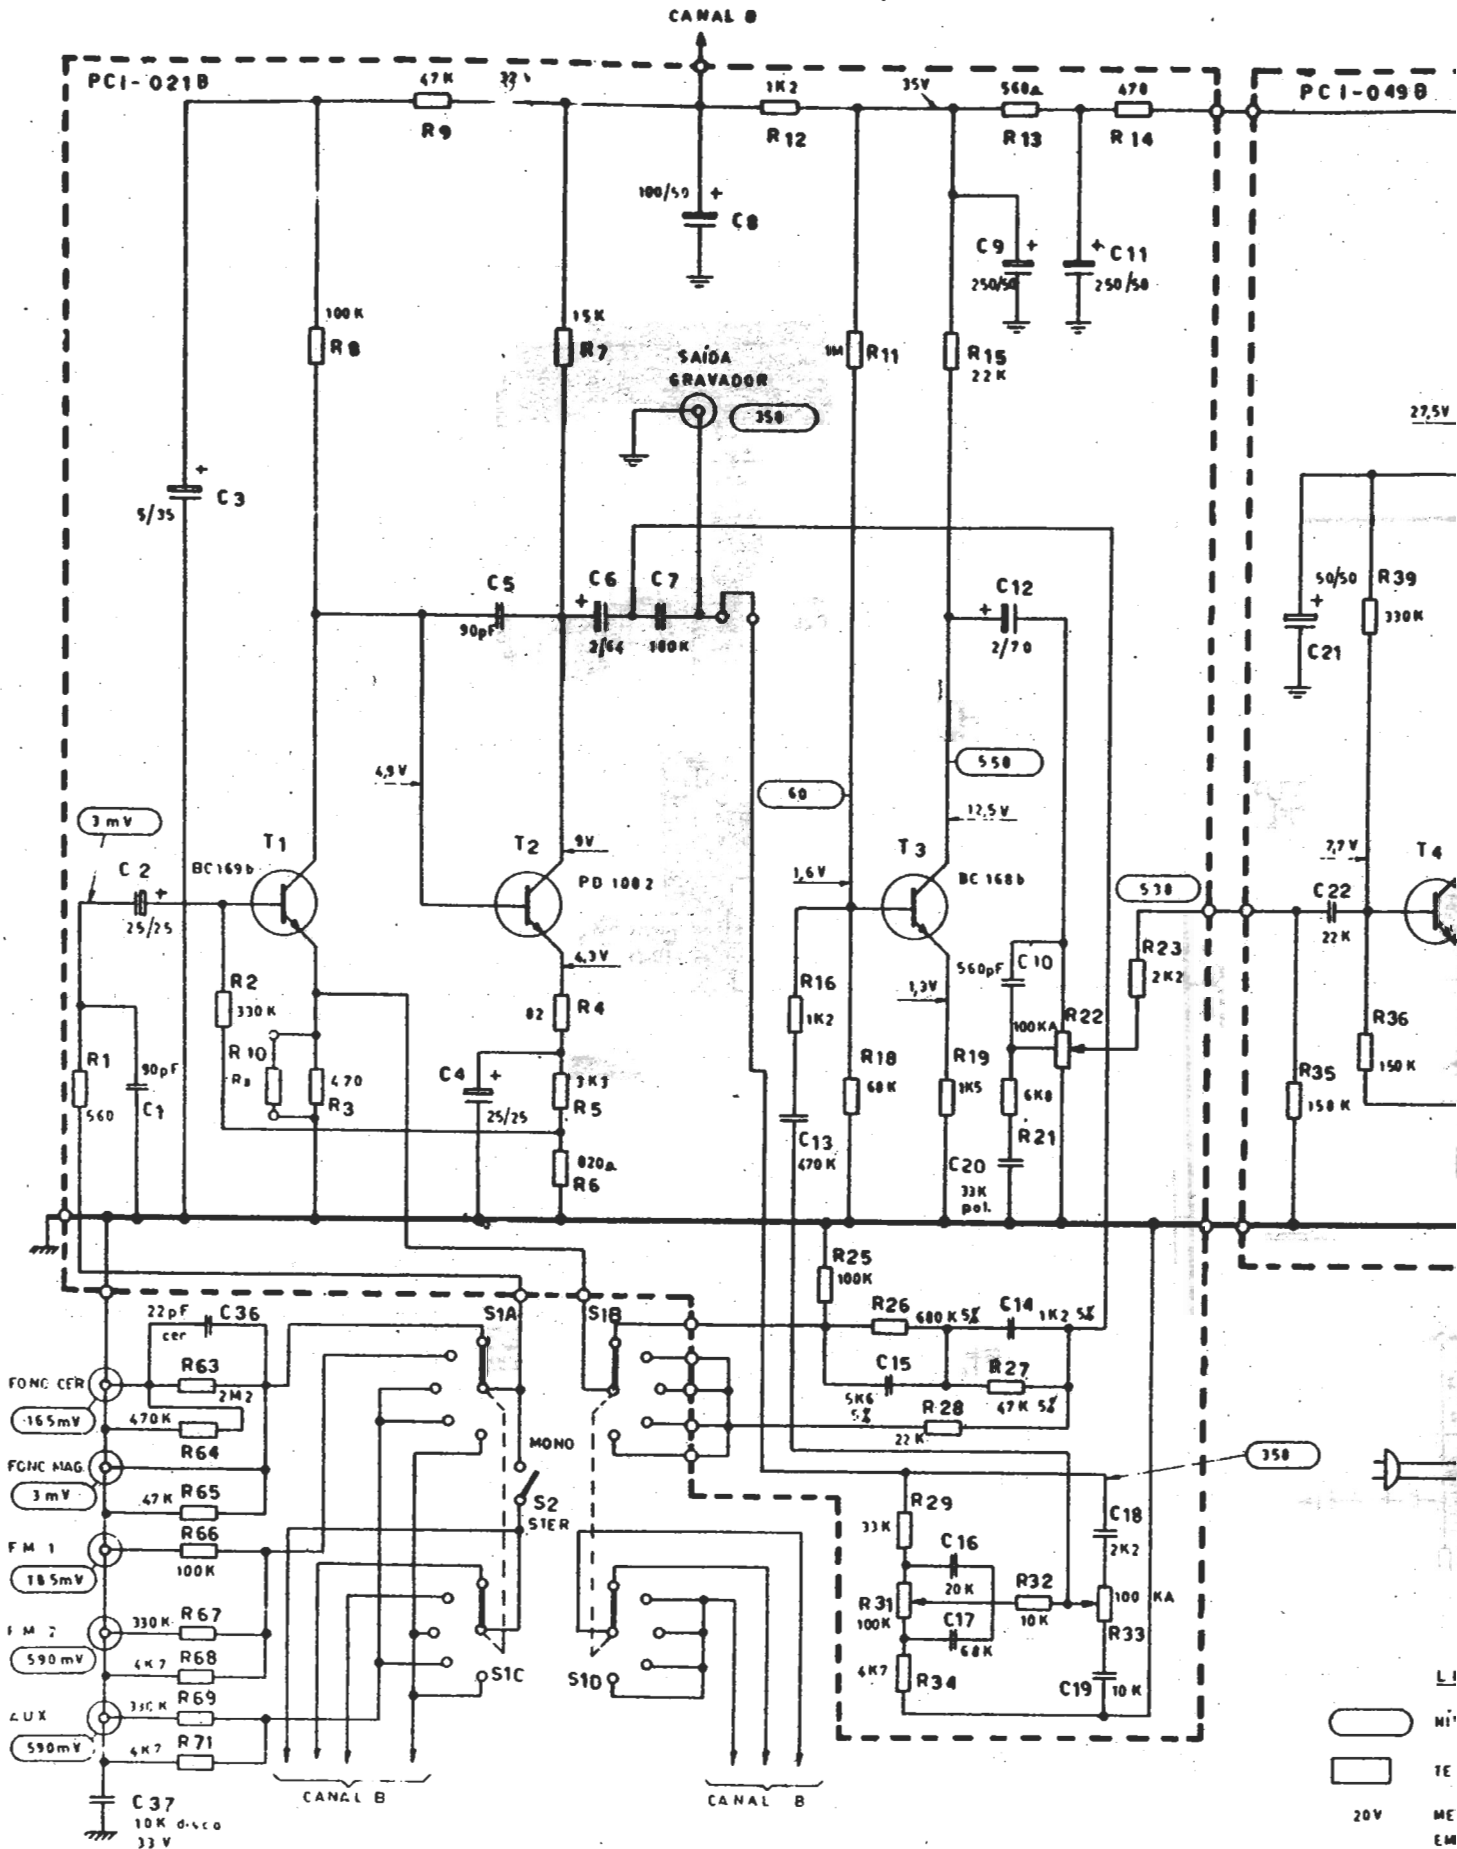 CANAL B
PCI-021B
47K
R9
1K2
R12
35V
560Ω
R13
470
R14
PCI-049B
100/50
+
C8
C9
+
250/50
+
C11
250/50
100K
R8
15K
R7
1M
R11
R15
22K
SAÍDA
GRAVADOR
350
27,5V
+
C3
5/35
C5
90pF
+
C6
2/64
C7
100K
C12
+
2/70
50/50
+
C21
R39
330K
4,9V
60
550
12,5V
3mV
C2
+
25/25
T1
BC169b
T2
9V
PD 1002
4,3V
1,6V
T3
BC168b
1,3V
530
7,7V
C22
22K
T4
R2
330K
R4
82
R16
1K2
560pF
C10
R23
2K2
100KA
R22
R1
560
90pF
C1
R10
470
R3
C4
+
25/25
3K3
R5
820Ω
R6
R18
68K
C13
470K
R19
1K5
6K8
R21
C20
33K
pol.
R35
150K
R36
150K
R25
100K
22pF
cer
C36
S1A
S1B
R26
680K 5%
C14
1K2 5%
FONO CER
165mV
R63
2M2
470K
R64
C15
5K6
5%
R27
47K 5%
R28
22K
FONO MAG
3mV
47K
R65
MONO
S2
STER
350
FM 1
185mV
R66
100K
R29
33K
C16
20K
C18
2K2
R31
100K
R32
10K
100 KA
R33
C17
68K
FM 2
590mV
330K
R67
4K7
R68
S1C
S1D
4K7
R34
C19
10K
AUX
590mV
330K
R69
4K7
R71
CANAL B
CANAL B
C37
10K disco
33V
20V